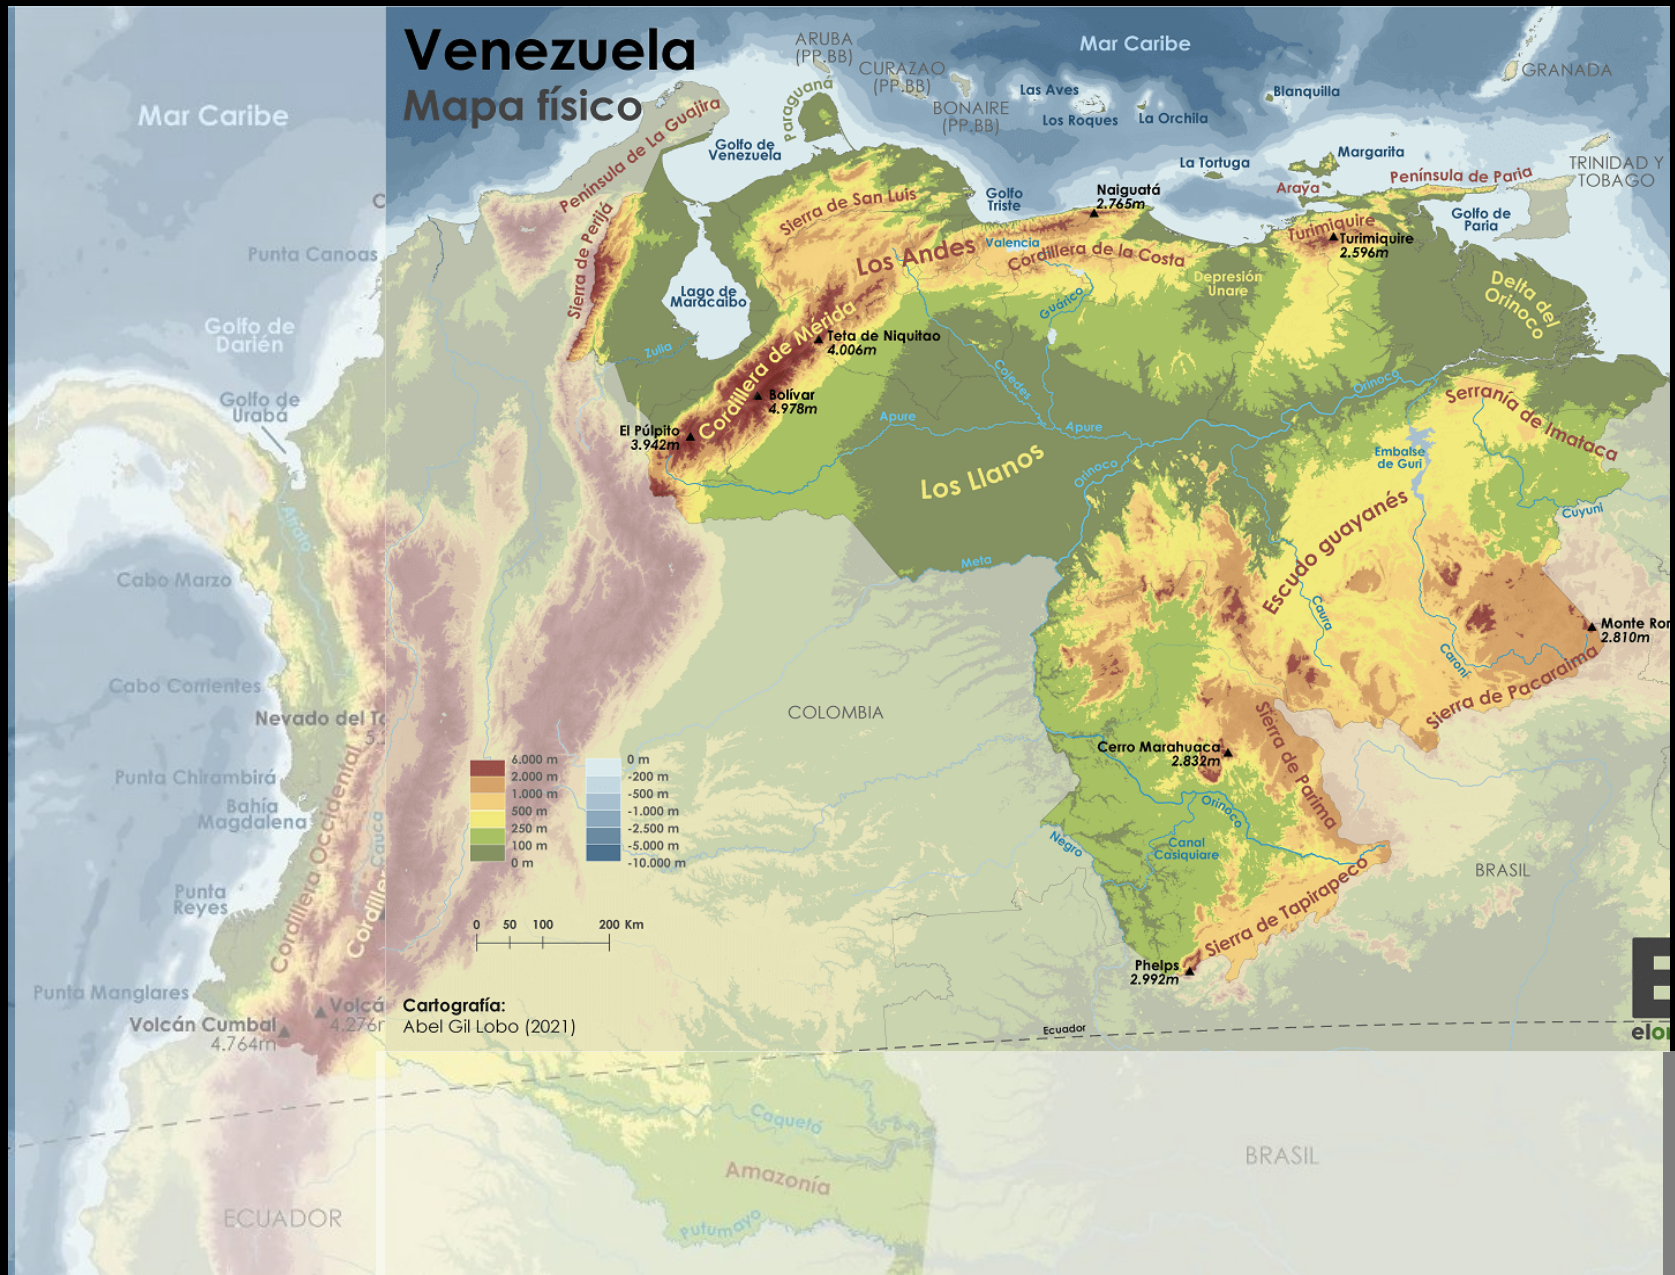 Venezuela
Mapa físico
Mar Caribe
Mar Caribe
ARUBA
(PP.BB)
CURAZAO
(PP.BB)
BONAIRE
(PP.BB)
Las Aves
Los Roques
La Orchila
Blanquilla
GRANADA
Paraguaná
Península de La Guajira
Golfo de
Venezuela
La Tortuga
Margarita
Araya
Península de Paria
TRINIDAD Y
TOBAGO
Golfo de
Paria
Naiguatá
2.765m
Golfo
Triste
Sierra de San Luis
Sierra de Perijá
Los Andes
Valencia
Cordillera de la Costa
Turimiquire
Turimiquire
2.596m
Punta Canoas
Depresión
Unare
Delta del
Orinoco
Lago de
Maracaibo
Guárico
Golfo de
Darién
Zulia
Cordillera de Mérida
Teta de Niquitao
4.006m
Cojedes
Orinoco
Golfo de
Urabá
Bolívar
4.978m
Serranía de Imataca
El Púlpito
3.942m
Apure
Apure
Los Llanos
Orinoco
Embalse
de Guri
Cuyuni
Atrato
Escudo guayanés
Meta
Cabo Marzo
Caura
Monte Ror
2.810m
Caroní
Sierra de Pacaraima
Cabo Corrientes
Nevado del To
COLOMBIA
Sierra de Parima
Cerro Marahuaca
2.832m
Punta Chirambirá
Bahía
Magdalena
6.000 m
2.000 m
1.000 m
500 m
250 m
100 m
0 m
0 m
-200 m
-500 m
-1.000 m
-2.500 m
-5.000 m
-10.000 m
Orinoco
Canal
Casiquiare
Negro
Cordillera Occidental
Cauca
Cordiller
BRASIL
Punta
Reyes
Sierra de Tapirapecó
0 50 100 200 Km
Phelps
2.992m
Punta Manglares
Volcán Cumbal
4.764m
Volcá
4.276m
Cartografía:
Abel Gil Lobo (2021)
Ecuador
E
elor
Caquetá
Amazonía
Putumayo
BRASIL
ECUADOR